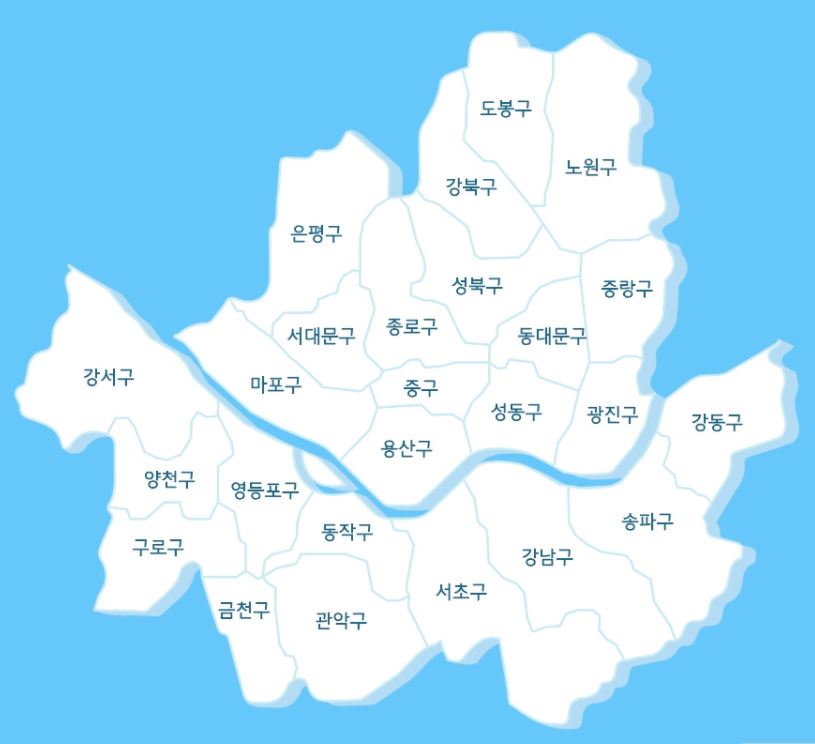 도봉구
노원구
강북구
은평구
성북구
중랑구
종로구
동대문구
서대문구
강서구
마포구
중구
성동구
광진구
강동구
용산구
양천구
영등포구
송파구
동작구
구로구
강남구
서초구
금천구
관악구